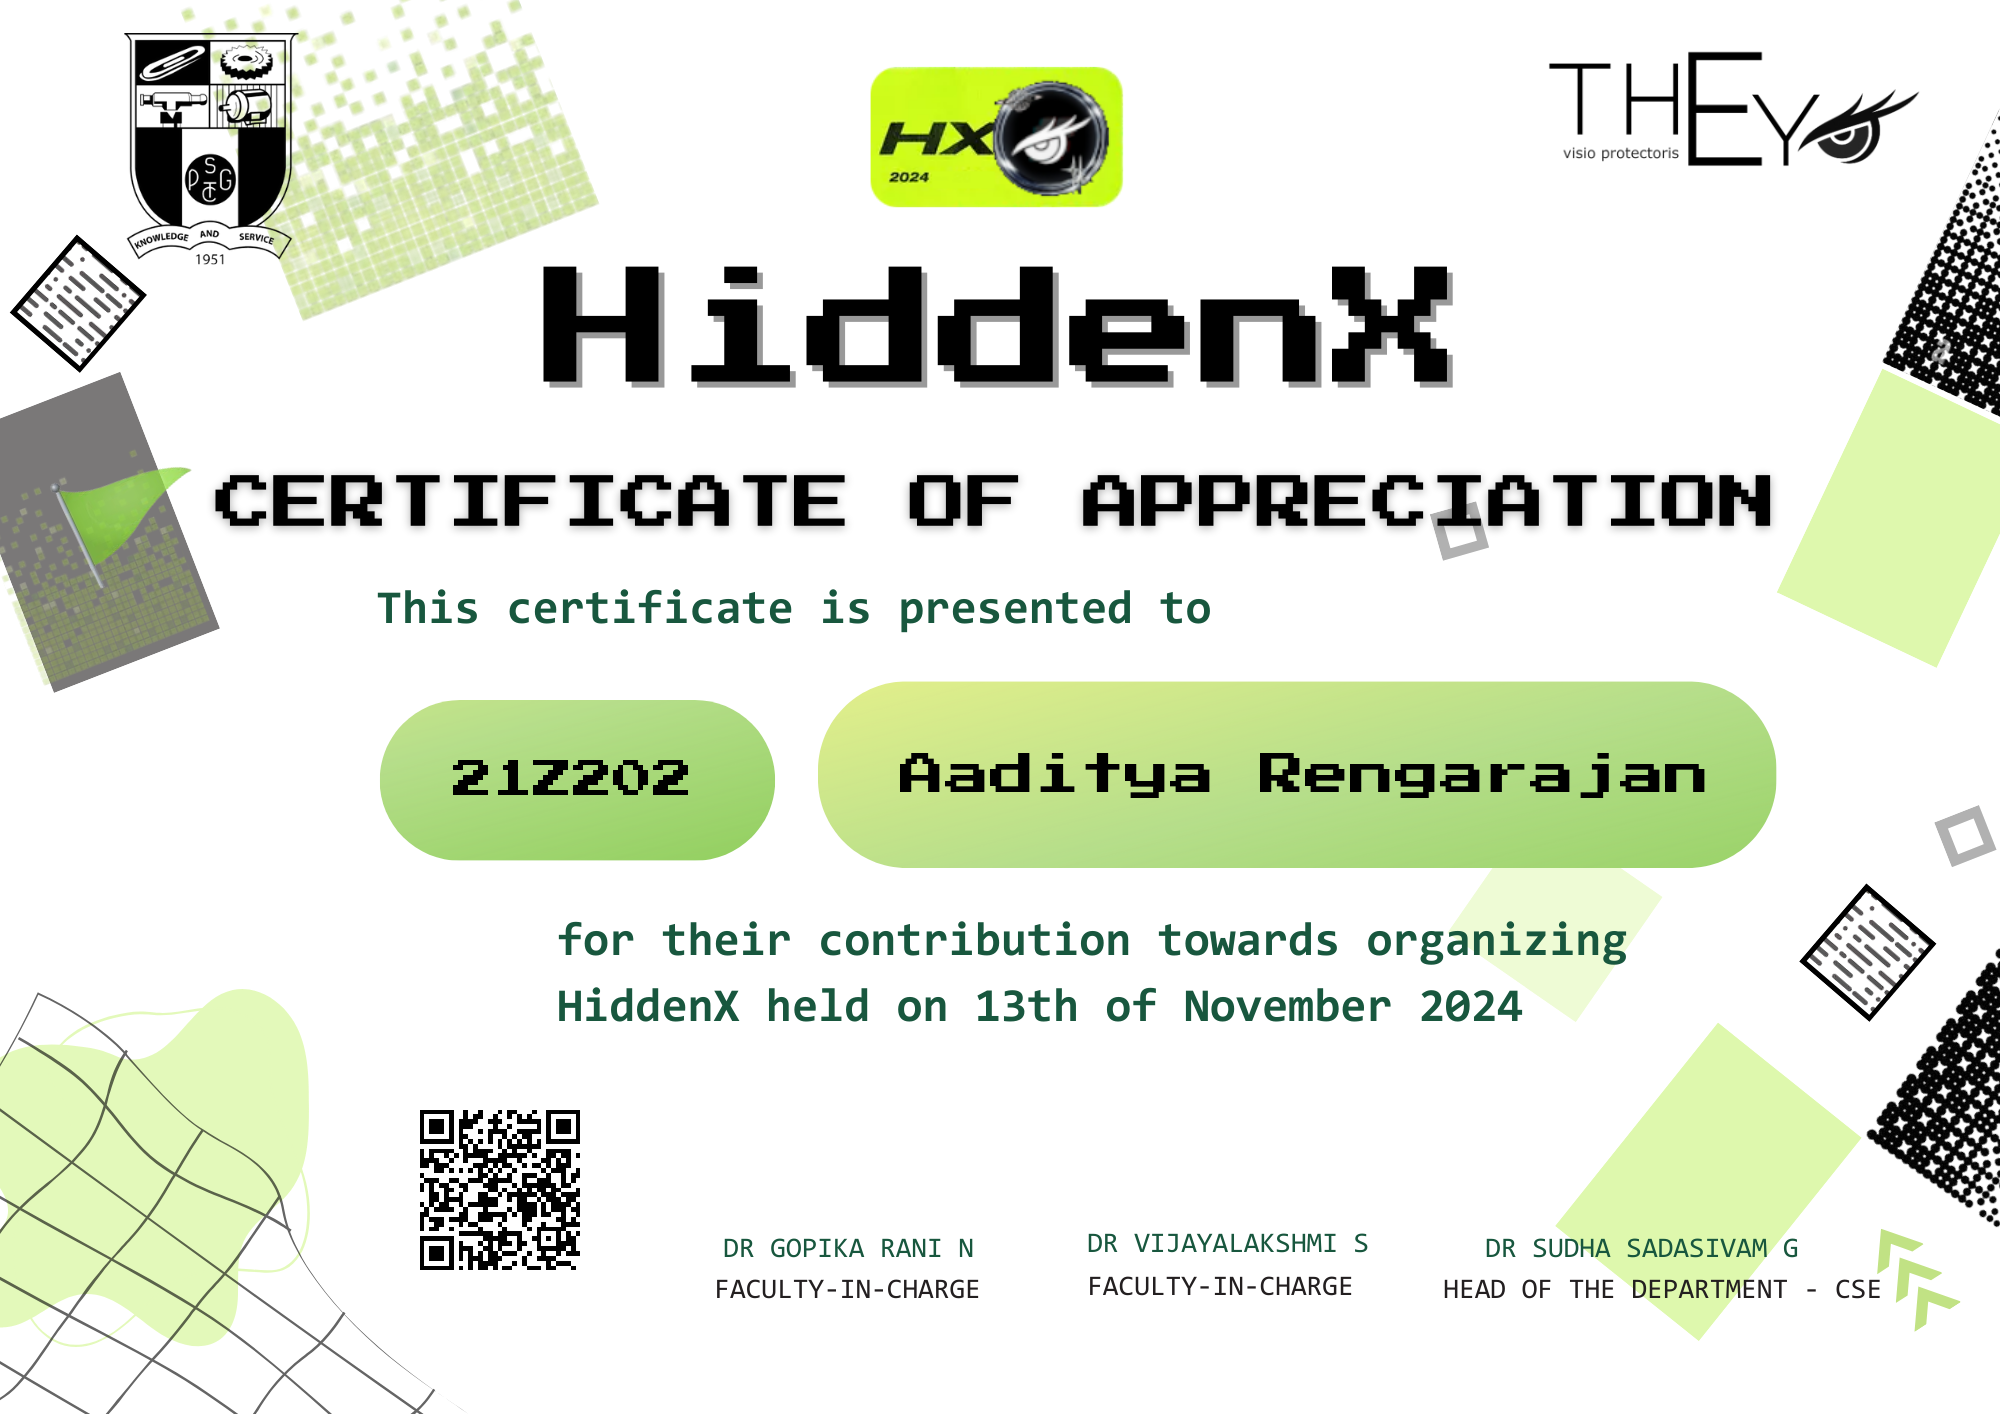 KNOWLEDGE AND SERVICE
1951
HX
2024
THEY
visio protectoris
HiddenX
CERTIFICATE OF APPRECIATION
This certificate is presented to
21Z202
Aaditya Rengarajan
for their contribution towards organizing
HiddenX held on 13th of November 2024
DR GOPIKA RANI N
FACULTY-IN-CHARGE
DR VIJAYALAKSHMI S
FACULTY-IN-CHARGE
DR SUDHA SADASIVAM G
HEAD OF THE DEPARTMENT - CSE